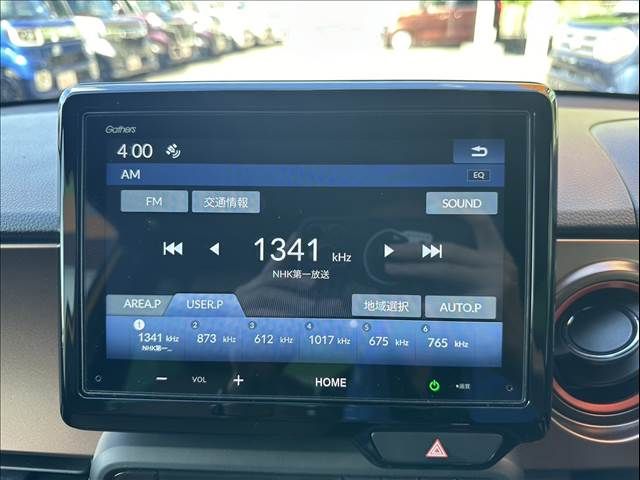 Gathers
4:00
AM EQ
FM 交通情報 SOUND
1341 kHz
NHK第一放送
AREA.P USER.P 地域選択 AUTO.P
1 2 3 4 5 6
1341 kHz 873 kHz 612 kHz 1017 kHz 675 kHz 765 kHz
NHK第一...
VOL HOME
画質